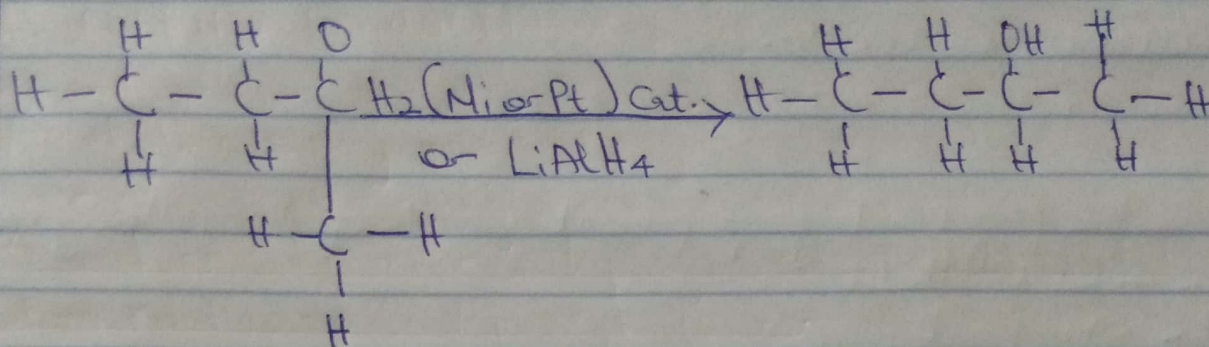 H H O H H OH H
H - C - C - C H2 (Ni or Pt) Cat. → H - C - C - C - C - H
H H or LiAlH4 H H H H
H - C - H
H